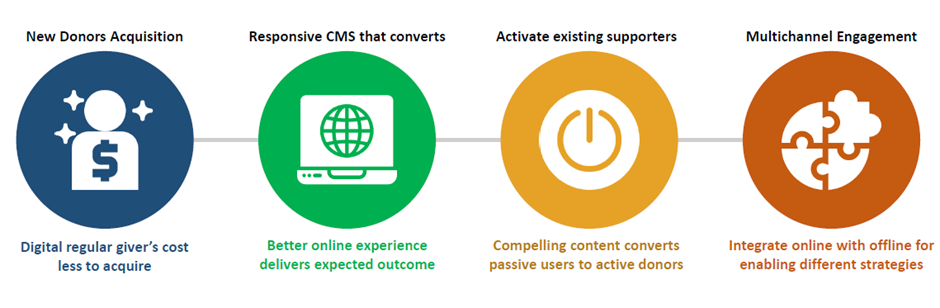 New Donors Acquisition
Responsive CMS that converts
Activate existing supporters
Multichannel Engagement
$
Digital regular giver's cost
less to acquire
Better online experience
delivers expected outcome
Compelling content converts
passive users to active donors
Integrate online with offline for
enabling different strategies